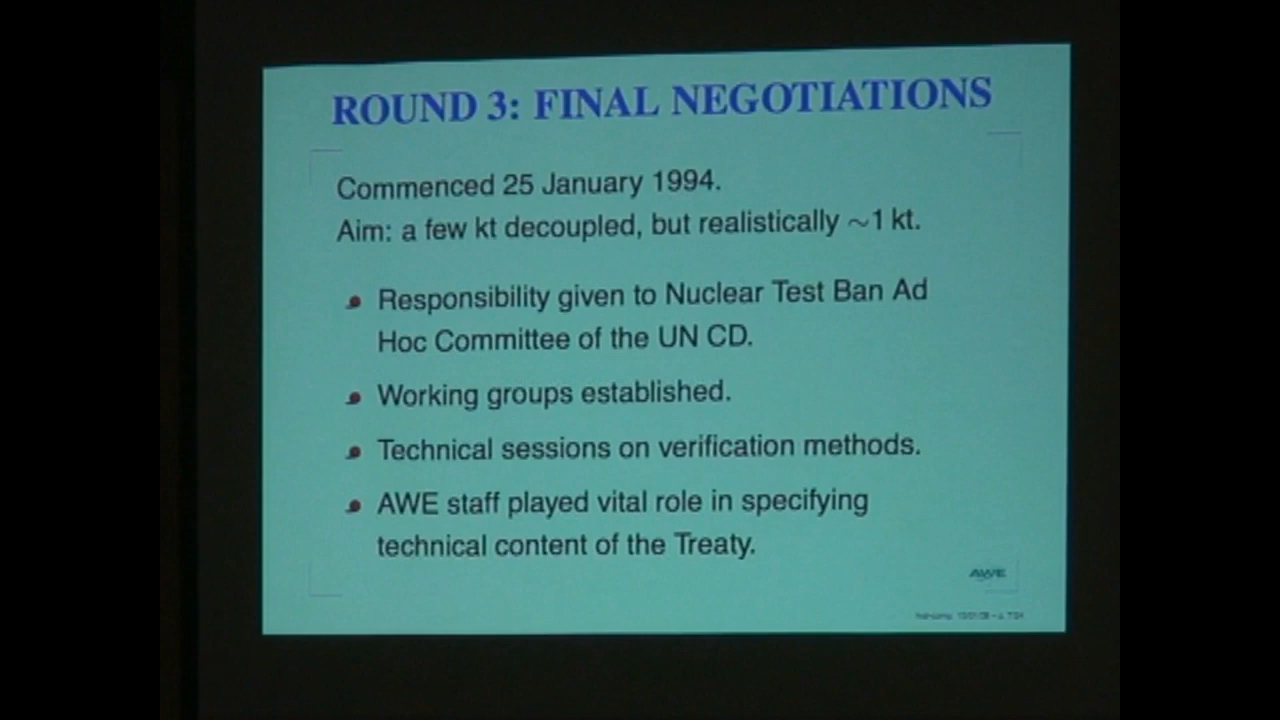 ROUND 3: FINAL NEGOTIATIONS
Commenced 25 January 1994.
Aim: a few kt decoupled, but realistically ~1 kt.
Responsibility given to Nuclear Test Ban Ad
Hoc Committee of the UN CD.
Working groups established.
Technical sessions on verification methods.
AWE staff played vital role in specifying
technical content of the Treaty.
AWE